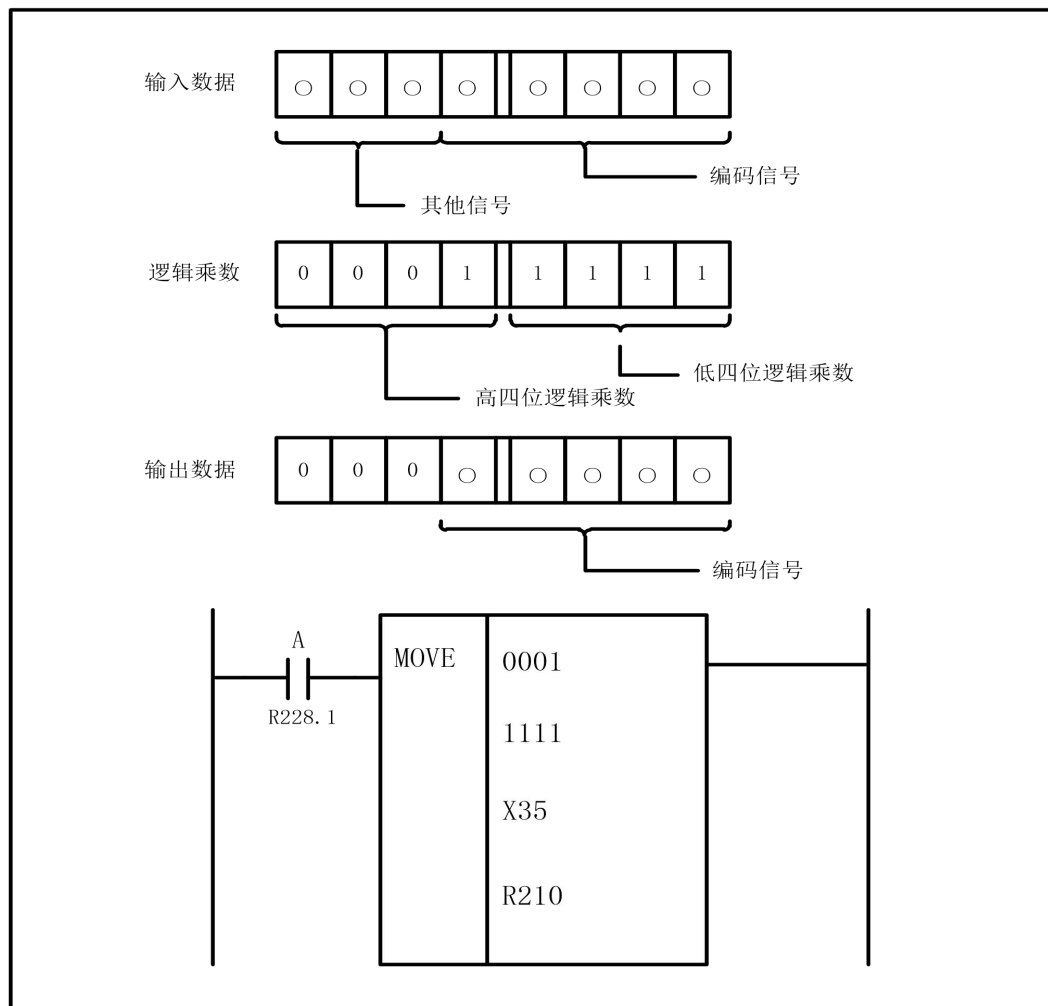 输入数据 ○ ○ ○ ○ ○ ○ ○ ○
编码信号
其他信号
逻辑乘数 0 0 0 1 1 1 1 1
低四位逻辑乘数
高四位逻辑乘数
输出数据 0 0 0 ○ ○ ○ ○ ○
编码信号
A
MOVE 0001
R228.1
1111
X35
R210